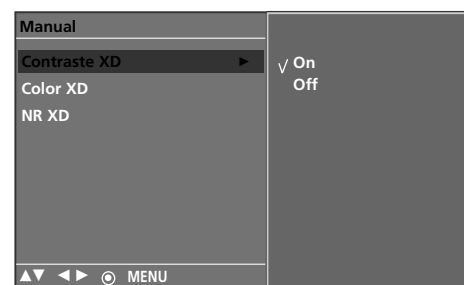 Manual
Contraste XD ►
√ On
Color XD
Off
NR XD
▲▼ ◄► ◉ MENU